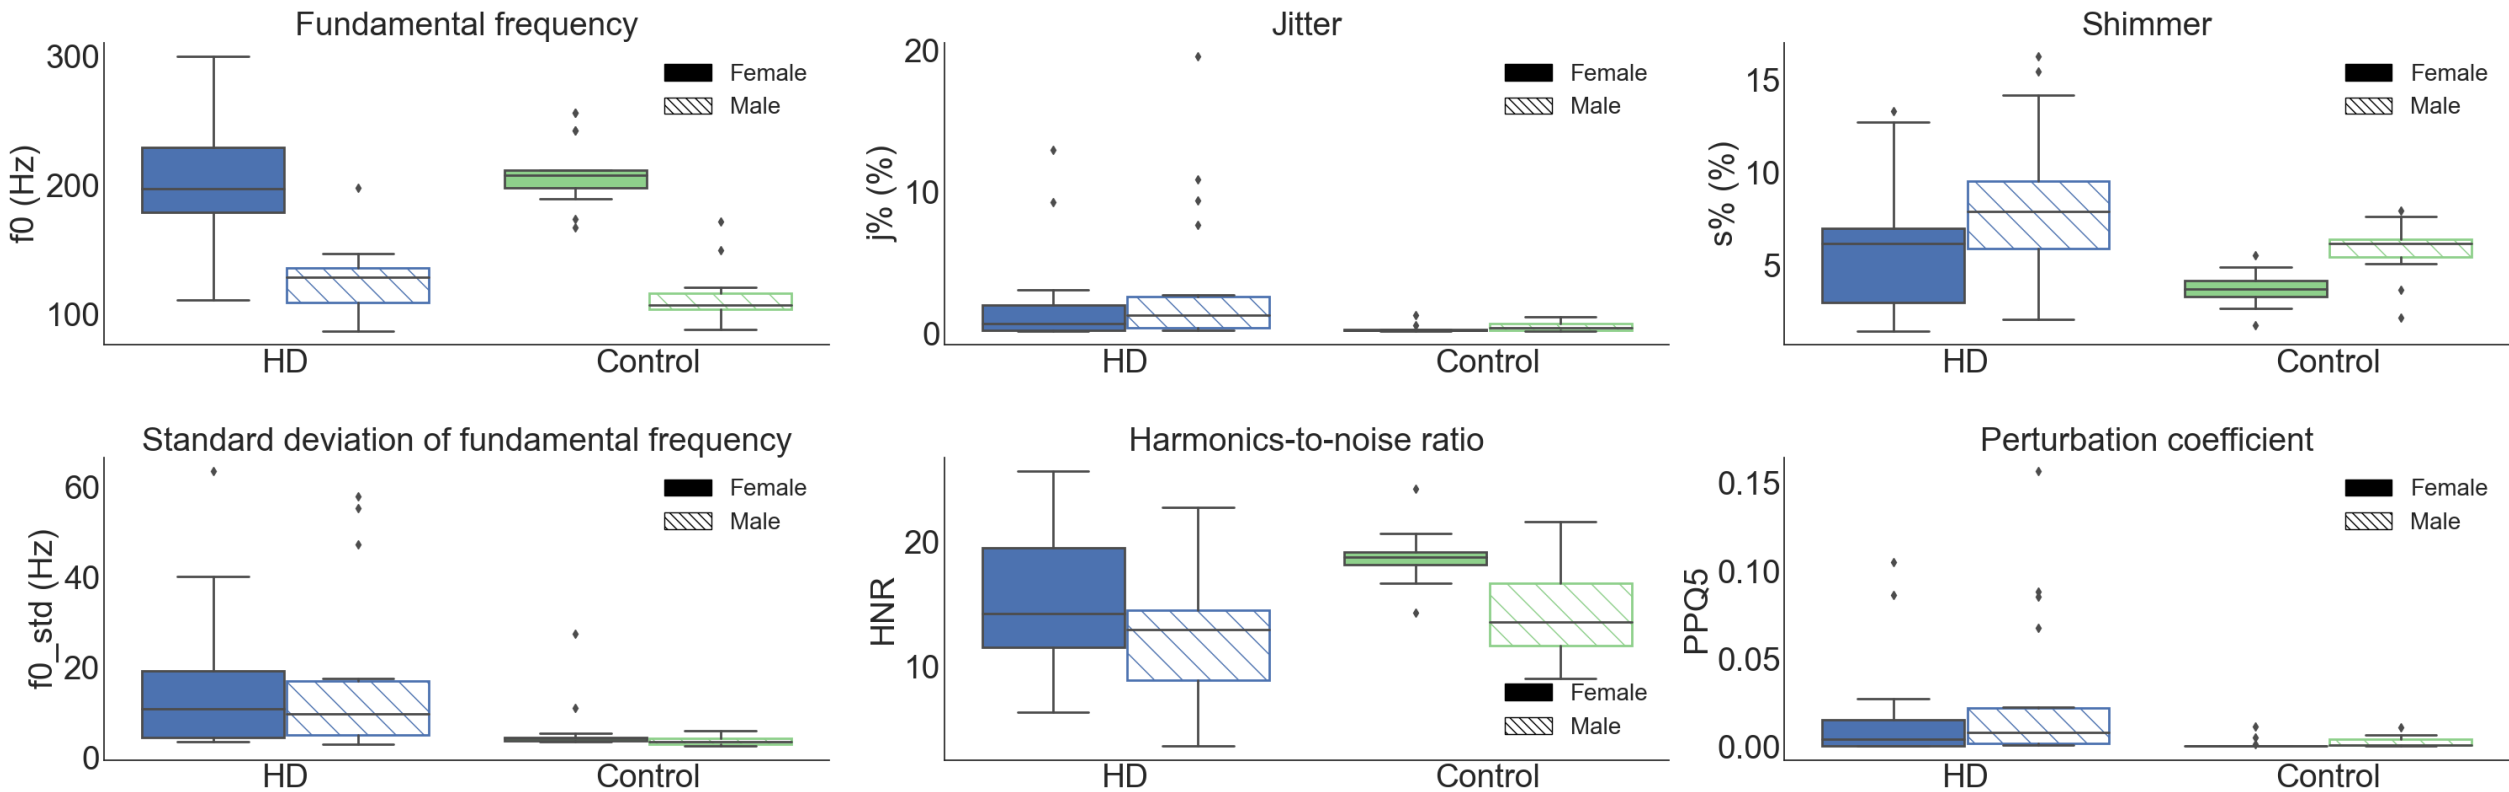 Fundamental frequency
300
200
100
f0 (Hz)
Female
Male
HD
Control
Jitter
20
10
0
j% (%)
Female
Male
HD
Control
Shimmer
15
10
5
s% (%)
Female
Male
HD
Control
Standard deviation of fundamental frequency
60
40
20
0
f0_std (Hz)
Female
Male
HD
Control
Harmonics-to-noise ratio
20
10
HNR
Female
Male
HD
Control
Perturbation coefficient
0.15
0.10
0.05
0.00
PPQ5
Female
Male
HD
Control